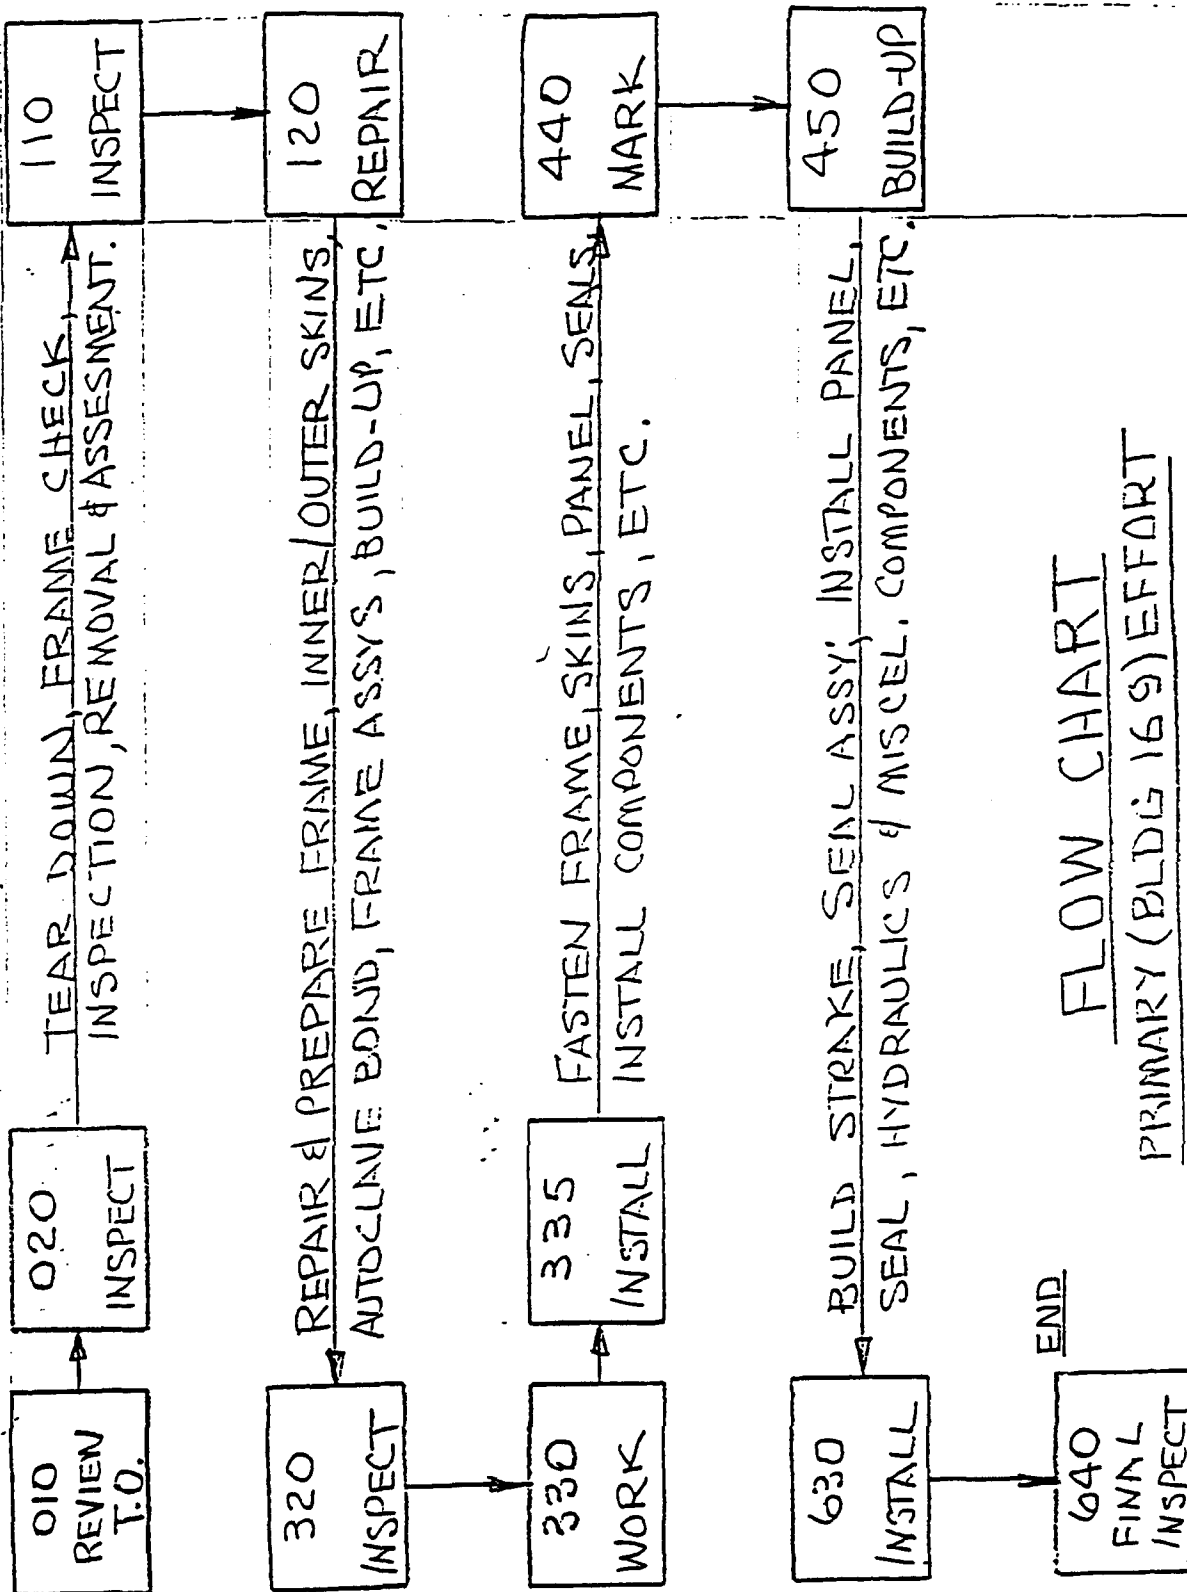 010
REVIEW
T.O.
020
INSPECT
TEAR DOWN, FRAME CHECK,
INSPECTION, REMOVAL & ASSESMENT.
110
INSPECT
120
REPAIR
REPAIR & PREPARE FRAME, INNER/OUTER SKINS,
AUTOCLAVE BOND, FRAME ASSYS, BUILD-UP, ETC.
320
INSPECT
330
WORK
335
INSTALL
FASTEN FRAME, SKINS, PANEL, SEALS,
INSTALL COMPONENTS, ETC.
440
MARK
450
BUILD-UP
BUILD STRAKE, SEAL ASSY, INSTALL PANEL,
SEAL, HYDRAULICS & MISCEL. COMPONENTS, ETC.
630
INSTALL
640
FINAL
INSPECT
END
FLOW CHART
PRIMARY (BLDG 169) EFFORT